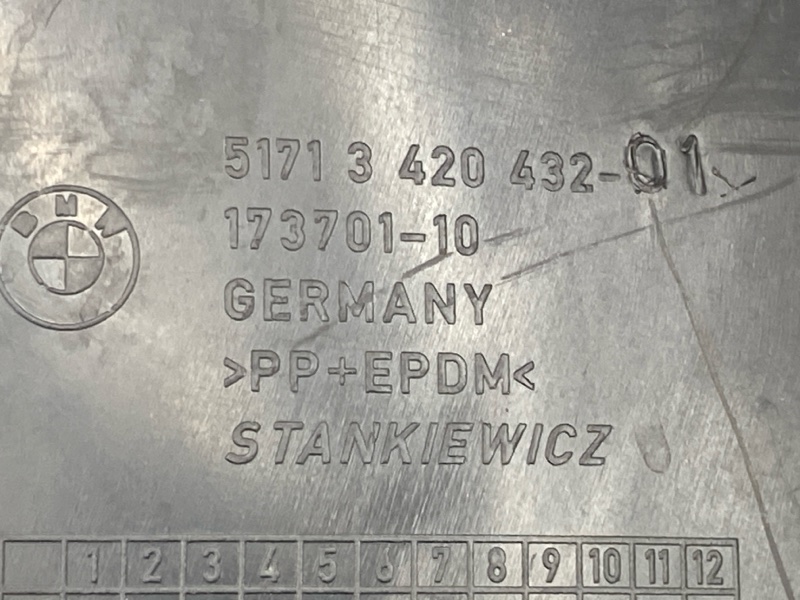 5171 3 420 432-01
173701-10
BMW
GERMANY
>PP+EPDM<
STANKIEWICZ
1 2 3 4 5 6 7 8 9 10 11 12